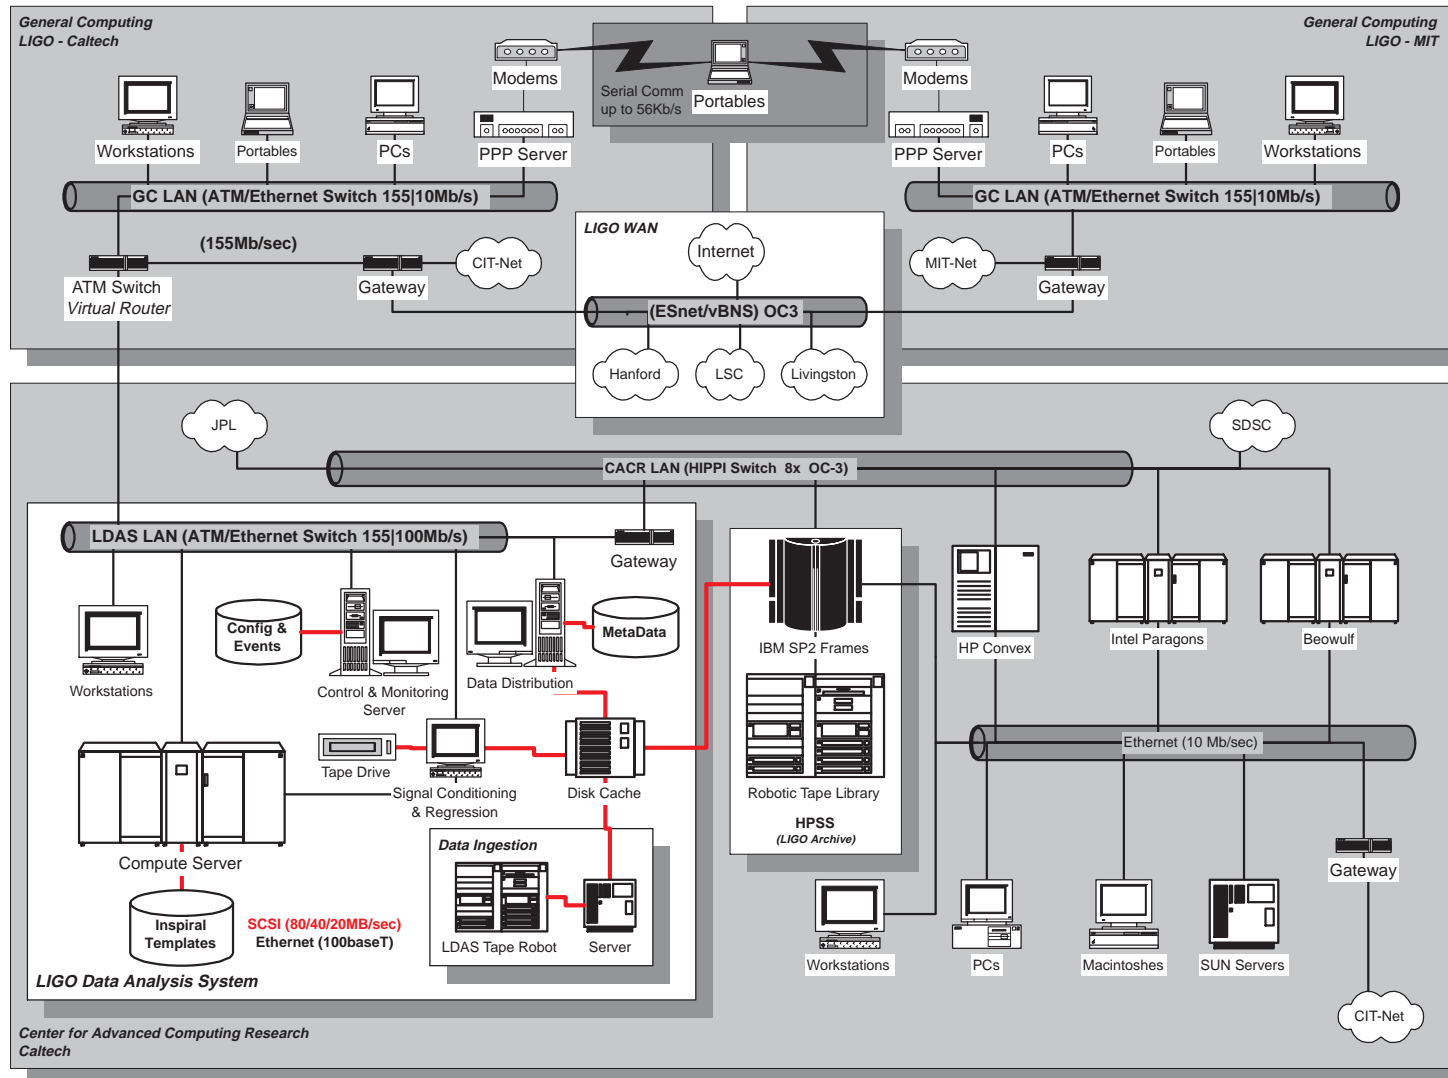 General Computing
LIGO - Caltech
General Computing
LIGO - MIT
Modems
Serial Comm
up to 56Kb/s
Portables
Modems
Workstations
Portables
PCs
PPP Server
PPP Server
PCs
Portables
Workstations
GC LAN (ATM/Ethernet Switch 155|10Mb/s)
GC LAN (ATM/Ethernet Switch 155|10Mb/s)
(155Mb/sec)
LIGO WAN
Internet
CIT-Net
MIT-Net
ATM Switch
Virtual Router
Gateway
Gateway
(ESnet/vBNS) OC3
Hanford
LSC
Livingston
JPL
SDSC
CACR LAN (HIPPI Switch 8x OC-3)
LDAS LAN (ATM/Ethernet Switch 155|100Mb/s)
Gateway
Config &
Events
MetaData
Workstations
Control & Monitoring
Server
Data Distribution
IBM SP2 Frames
HP Convex
Intel Paragons
Beowulf
Tape Drive
Signal Conditioning
& Regression
Disk Cache
Robotic Tape Library
HPSS
(LIGO Archive)
Ethernet (10 Mb/sec)
Compute Server
Data Ingestion
Gateway
Inspiral
Templates
SCSI (80/40/20MB/sec)
Ethernet (100baseT)
LDAS Tape Robot
Server
Workstations
PCs
Macintoshes
SUN Servers
LIGO Data Analysis System
CIT-Net
Center for Advanced Computing Research
Caltech